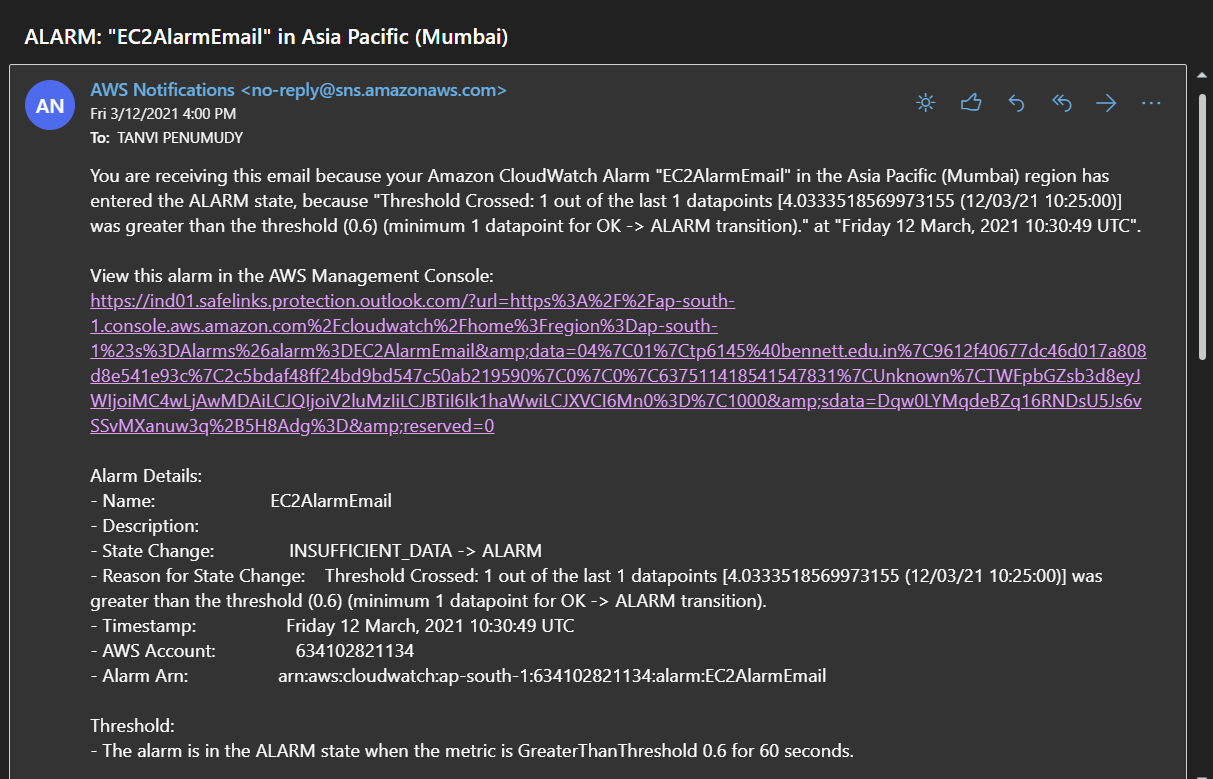 ALARM: "EC2AlarmEmail" in Asia Pacific (Mumbai)
AN
AWS Notifications <no-reply@sns.amazonaws.com>
Fri 3/12/2021 4:00 PM
To: TANVI PENUMUDY
You are receiving this email because your Amazon CloudWatch Alarm "EC2AlarmEmail" in the Asia Pacific (Mumbai) region has
entered the ALARM state, because "Threshold Crossed: 1 out of the last 1 datapoints [4.0333518569973155 (12/03/21 10:25:00)]
was greater than the threshold (0.6) (minimum 1 datapoint for OK -> ALARM transition)." at "Friday 12 March, 2021 10:30:49 UTC".
View this alarm in the AWS Management Console:
https://ind01.safelinks.protection.outlook.com/?url=https%3A%2F%2Fap-south-
1.console.aws.amazon.com%2Fcloudwatch%2Fhome%3Fregion%3Dap-south-
1%23s%3DAlarms%26alarm%3DEC2AlarmEmail&amp;data=04%7C01%7Ctp6145%40bennett.edu.in%7C9612f40677dc46d017a808
d8e541e93c%7C2c5bdaf48ff24bd9bd547c50ab219590%7C0%7C0%7C637511418541547831%7CUnknown%7CTWFpbGZsb3d8eyJ
WIjoiMC4wLjAwMDAiLCJQIjoiV2luMzIiLCJBTiI6Ik1haWwiLCJXVCI6Mn0%3D%7C1000&amp;sdata=Dqw0LYMqdeBZq16RNDsU5Js6v
SSvMXanuw3q%2B5H8Adg%3D&amp;reserved=0
Alarm Details:
- Name: EC2AlarmEmail
- Description:
- State Change: INSUFFICIENT_DATA -> ALARM
- Reason for State Change: Threshold Crossed: 1 out of the last 1 datapoints [4.0333518569973155 (12/03/21 10:25:00)] was
greater than the threshold (0.6) (minimum 1 datapoint for OK -> ALARM transition).
- Timestamp: Friday 12 March, 2021 10:30:49 UTC
- AWS Account: 634102821134
- Alarm Arn: arn:aws:cloudwatch:ap-south-1:634102821134:alarm:EC2AlarmEmail
Threshold:
- The alarm is in the ALARM state when the metric is GreaterThanThreshold 0.6 for 60 seconds.